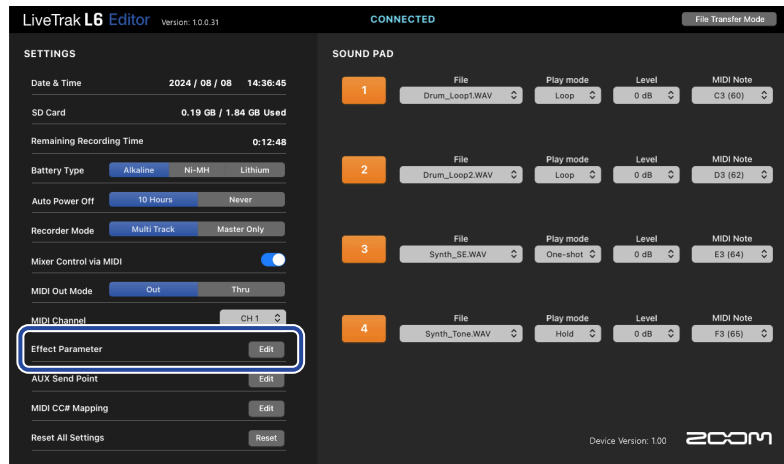 LiveTrak L6 Editor Version: 1.0.0.31 CONNECTED File Transfer Mode
SETTINGS
Date & Time 2024 / 08 / 08 14:36:45
SD Card 0.19 GB / 1.84 GB Used
Remaining Recording Time 0:12:48
Battery Type Alkaline Ni-MH Lithium
Auto Power Off 10 Hours Never
Recorder Mode Multi Track Master Only
Mixer Control via MIDI
MIDI Out Mode Out Thru
MIDI Channel CH 1
Effect Parameter Edit
AUX Send Point Edit
MIDI CC# Mapping Edit
Reset All Settings Reset
SOUND PAD
File Play mode Level MIDI Note
1 Drum_Loop1.WAV Loop 0 dB C3 (60)
File Play mode Level MIDI Note
2 Drum_Loop2.WAV Loop 0 dB D3 (62)
File Play mode Level MIDI Note
3 Synth_SE.WAV One-shot 0 dB E3 (64)
File Play mode Level MIDI Note
4 Synth_Tone.WAV Hold 0 dB F3 (65)
Device Version: 1.00 ZOOM